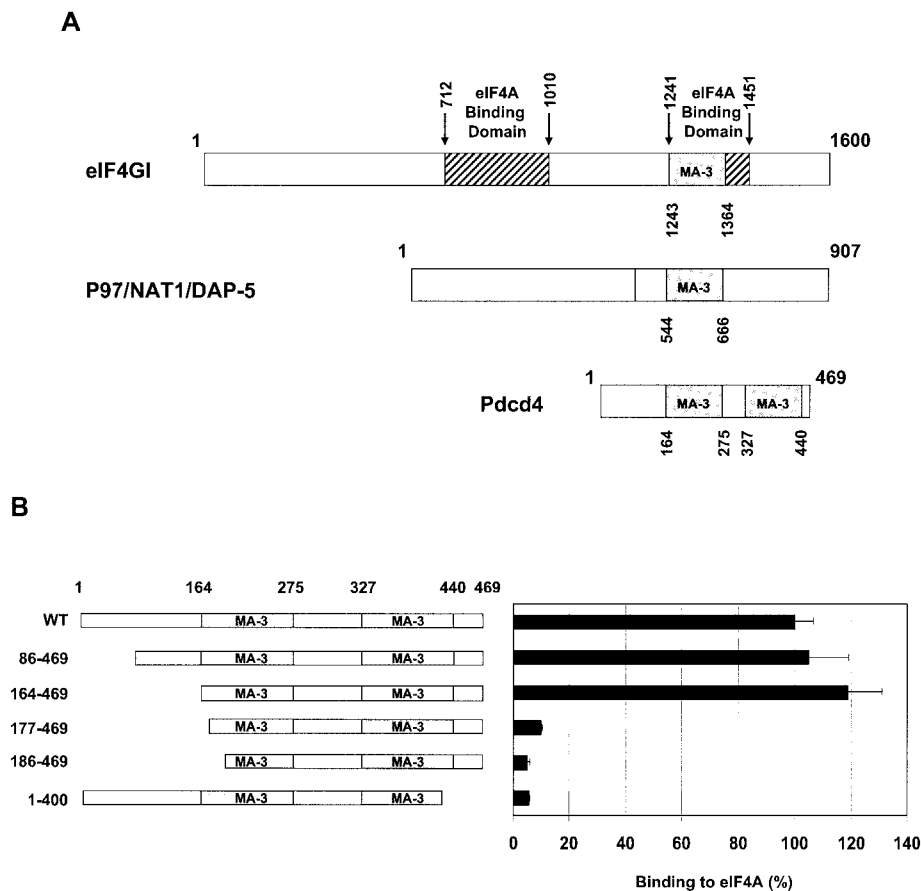 A
712
eIF4A
Binding
Domain
1010
1241
eIF4A
Binding
Domain
1451
1
1600
eIF4GI
MA-3
1243
1364
1
907
P97/NAT1/DAP-5
MA-3
544
666
1
469
Pdcd4
MA-3
MA-3
164
275
327
440
B
1 164 275 327 440 469
WT MA-3 MA-3
86-469 MA-3 MA-3
164-469 MA-3 MA-3
177-469 MA-3 MA-3
186-469 MA-3 MA-3
1-400 MA-3 MA-3
0 20 40 60 80 100 120 140
Binding to eIF4A (%)